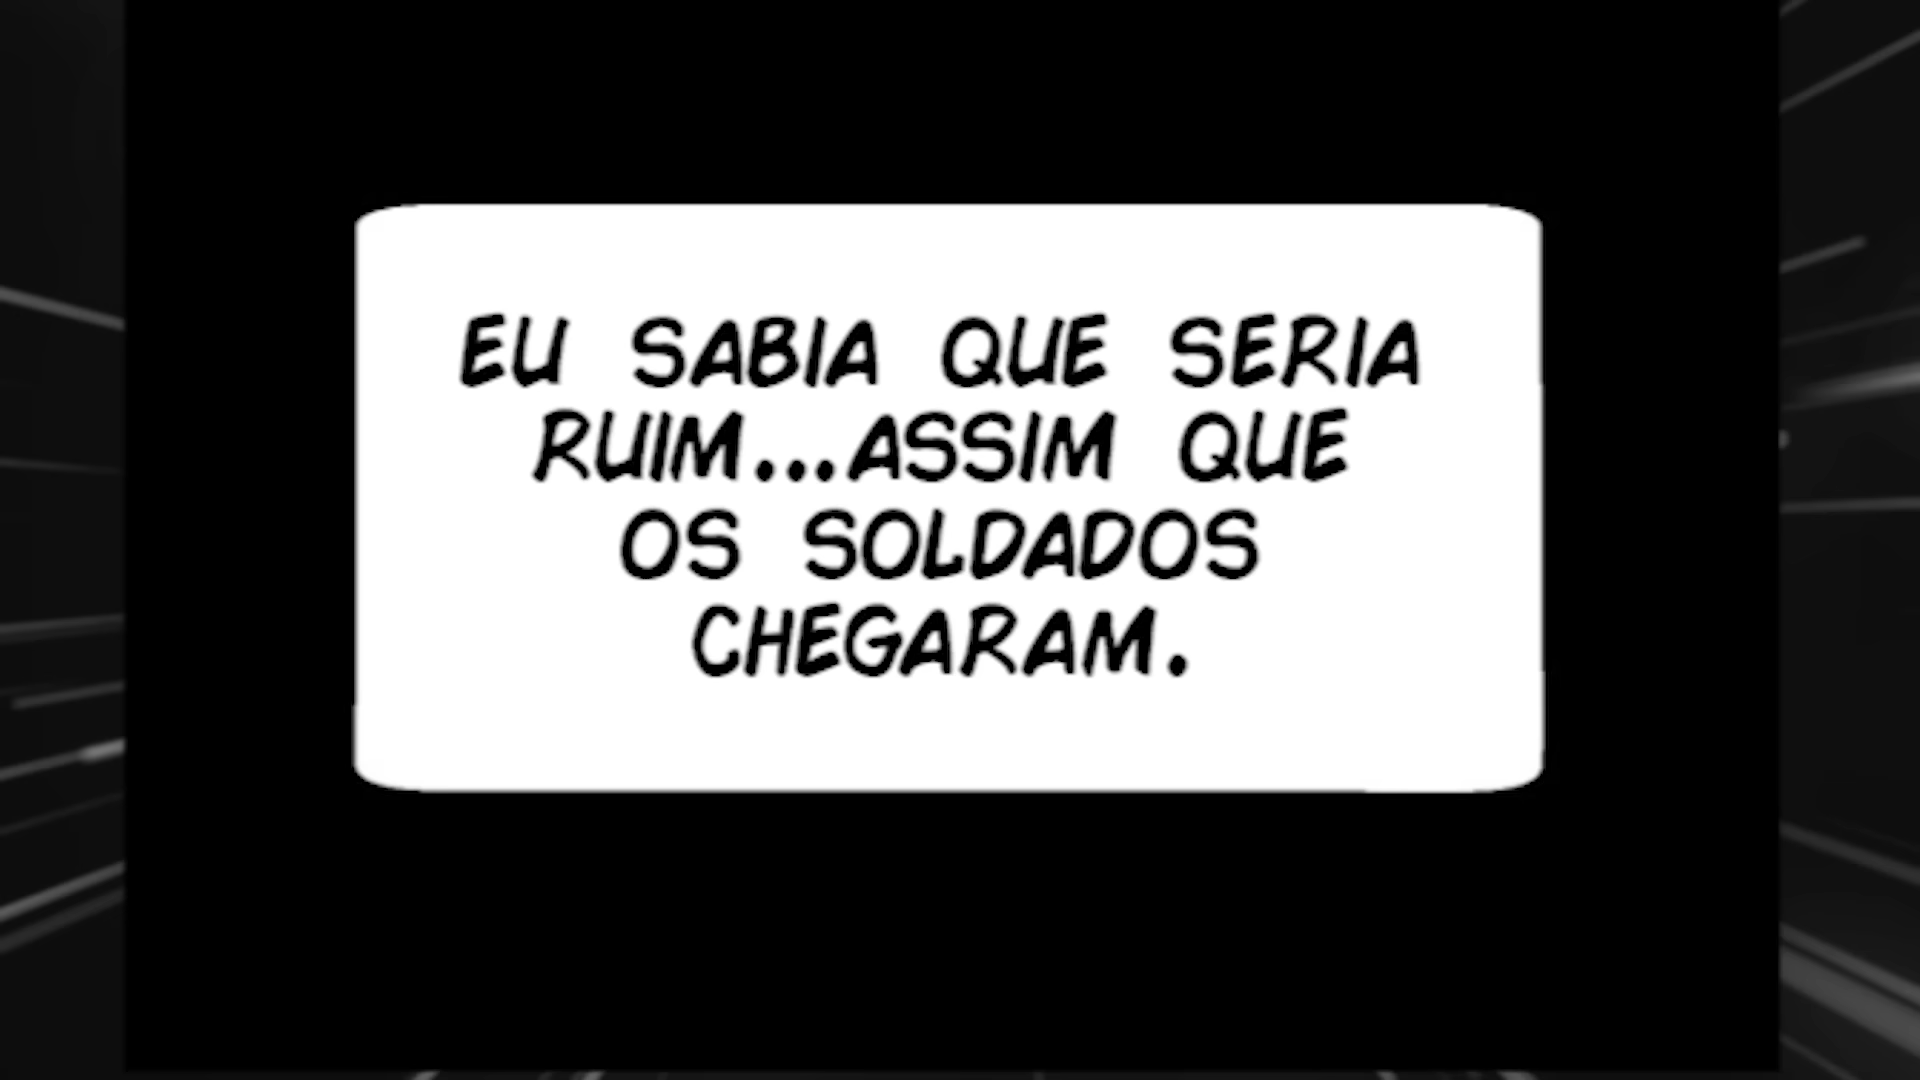 EU SABIA QUE SERIA
RUIM...ASSIM QUE
OS SOLDADOS
CHEGARAM.